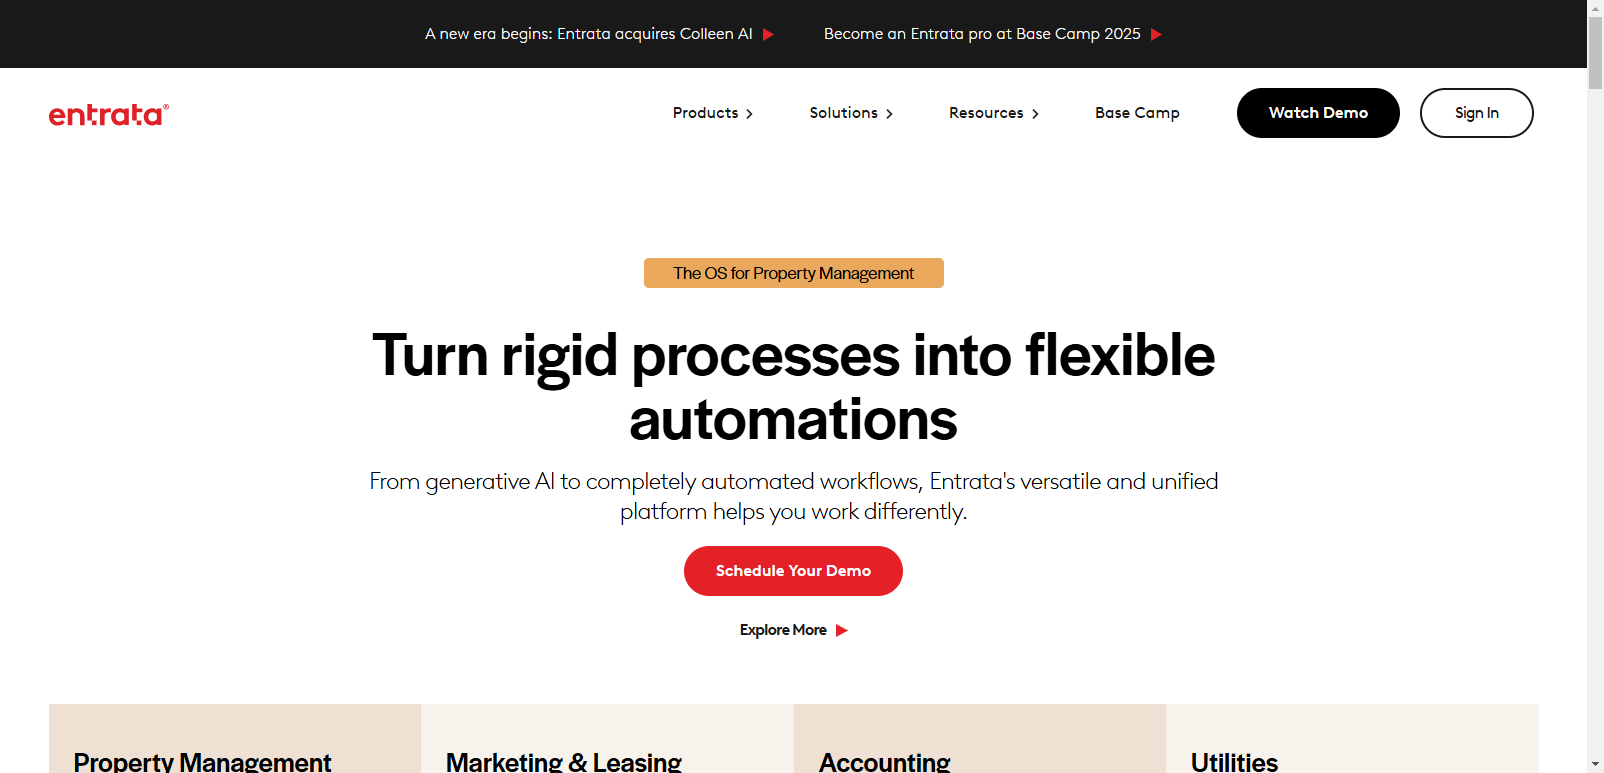 A new era begins: Entrata acquires Colleen AI
Become an Entrata pro at Base Camp 2025
entrata®
Products
Solutions
Resources
Base Camp
Watch Demo
Sign In
The OS for Property Management
Turn rigid processes into flexible
automations
From generative AI to completely automated workflows, Entrata's versatile and unified
platform helps you work differently.
Schedule Your Demo
Explore More
Property Management
Marketing & Leasing
Accounting
Utilities